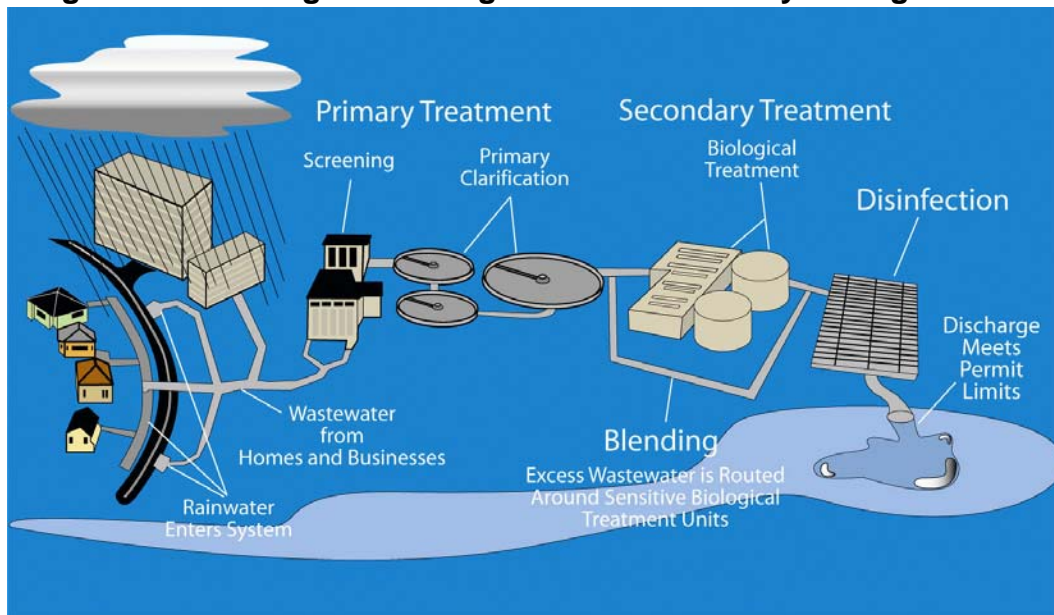 Primary Treatment
Secondary Treatment
Screening
Primary
Clarification
Biological
Treatment
Disinfection
Discharge
Meets
Permit
Limits
Wastewater
from
Homes and Businesses
Blending
Excess Wastewater is Routed
Around Sensitive Biological
Treatment Units
Rainwater
Enters System